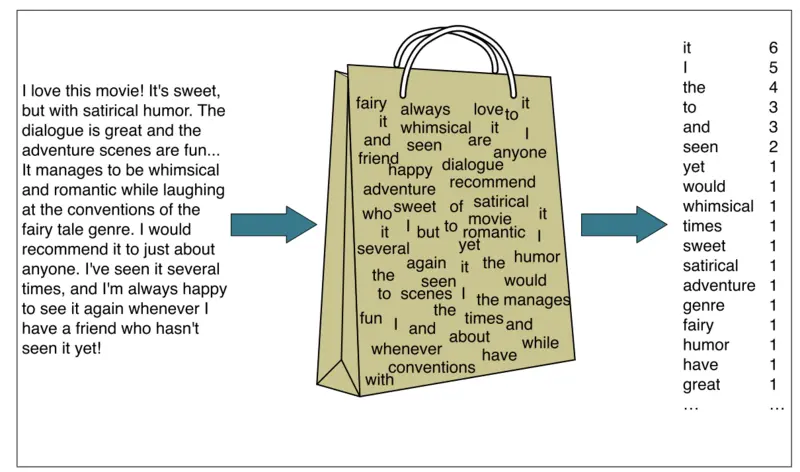 I love this movie! It's sweet,
but with satirical humor. The
dialogue is great and the
adventure scenes are fun...
It manages to be whimsical
and romantic while laughing
at the conventions of the
fairy tale genre. I would
recommend it to just about
anyone. I've seen it several
times, and I'm always happy
to see it again whenever I
have a friend who hasn't
seen it yet!
fairy always love to it
it whimsical it I
and seen are anyone
friend happy dialogue
adventure recommend
who sweet of satirical
it I but to romantic movie it I
several yet
again it the humor
the seen would
to scenes I the manages
fun the times and
I and about
whenever have while
conventions
with
it 6
I 5
the 4
to 3
and 3
seen 2
yet 1
would 1
whimsical 1
times 1
sweet 1
satirical 1
adventure 1
genre 1
fairy 1
humor 1
have 1
great 1
… …